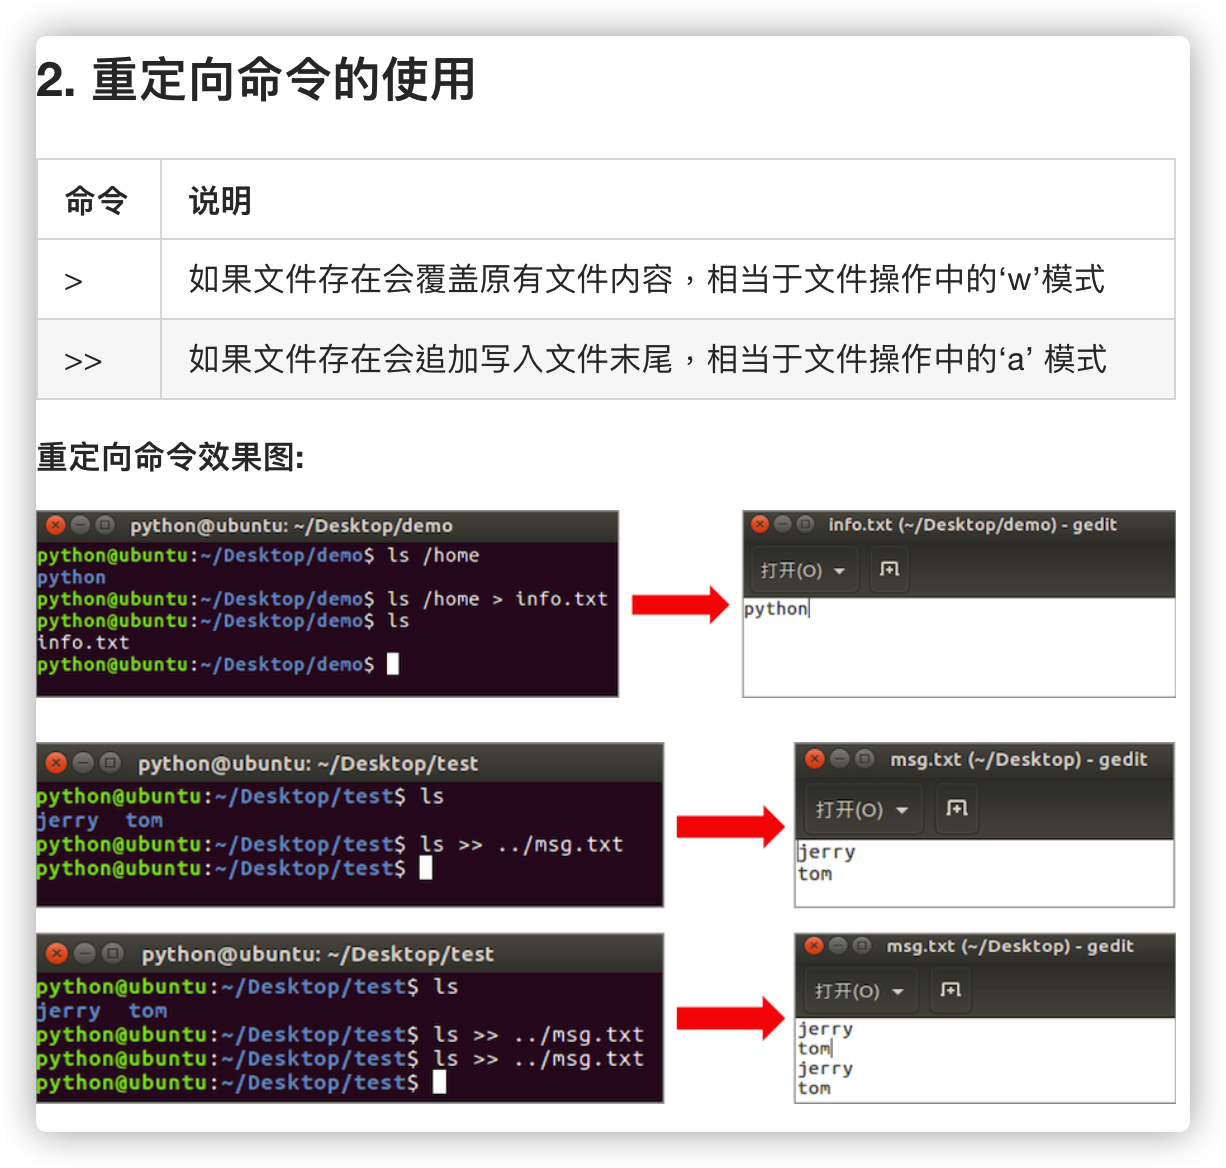 2. 重定向命令的使用
命令 说明
> 如果文件存在会覆盖原有文件内容，相当于文件操作中的‘w’模式
>> 如果文件存在会追加写入文件末尾，相当于文件操作中的‘a’ 模式
重定向命令效果图:
python@ubuntu: ~/Desktop/demo
python@ubuntu:~/Desktop/demo$ ls /home
python
python@ubuntu:~/Desktop/demo$ ls /home > info.txt
python@ubuntu:~/Desktop/demo$ ls
info.txt
python@ubuntu:~/Desktop/demo$
info.txt (~/Desktop/demo) - gedit
打开(O)
python
python@ubuntu: ~/Desktop/test
python@ubuntu:~/Desktop/test$ ls
jerry tom
python@ubuntu:~/Desktop/test$ ls >> ../msg.txt
python@ubuntu:~/Desktop/test$
msg.txt (~/Desktop) - gedit
打开(O)
jerry
tom
python@ubuntu: ~/Desktop/test
python@ubuntu:~/Desktop/test$ ls
jerry tom
python@ubuntu:~/Desktop/test$ ls >> ../msg.txt
python@ubuntu:~/Desktop/test$ ls >> ../msg.txt
python@ubuntu:~/Desktop/test$
msg.txt (~/Desktop) - gedit
打开(O)
jerry
tom
jerry
tom